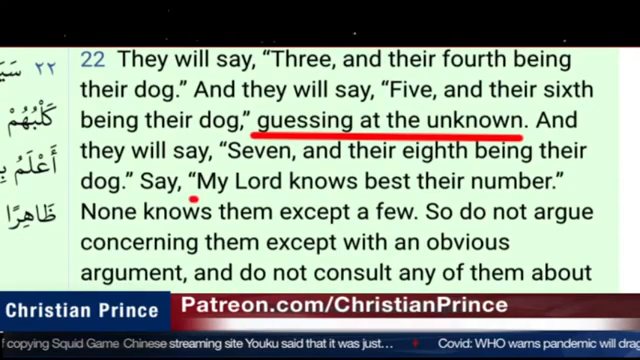 22 They will say, “Three, and their fourth being
their dog.” And they will say, “Five, and their sixth
being their dog,” guessing at the unknown. And
they will say, “Seven, and their eighth being their
dog.” Say, “My Lord knows best their number.”
None knows them except a few. So do not argue
concerning them except with an obvious
argument, and do not consult any of them about
٢٢
كَلْبُهُمْ
ظَاهِرًا
Christian Prince
Patreon.com/ChristianPrince
copying Squid Game Chinese streaming site Youku said that it was just... + Covid: WHO warns pandemic will drag